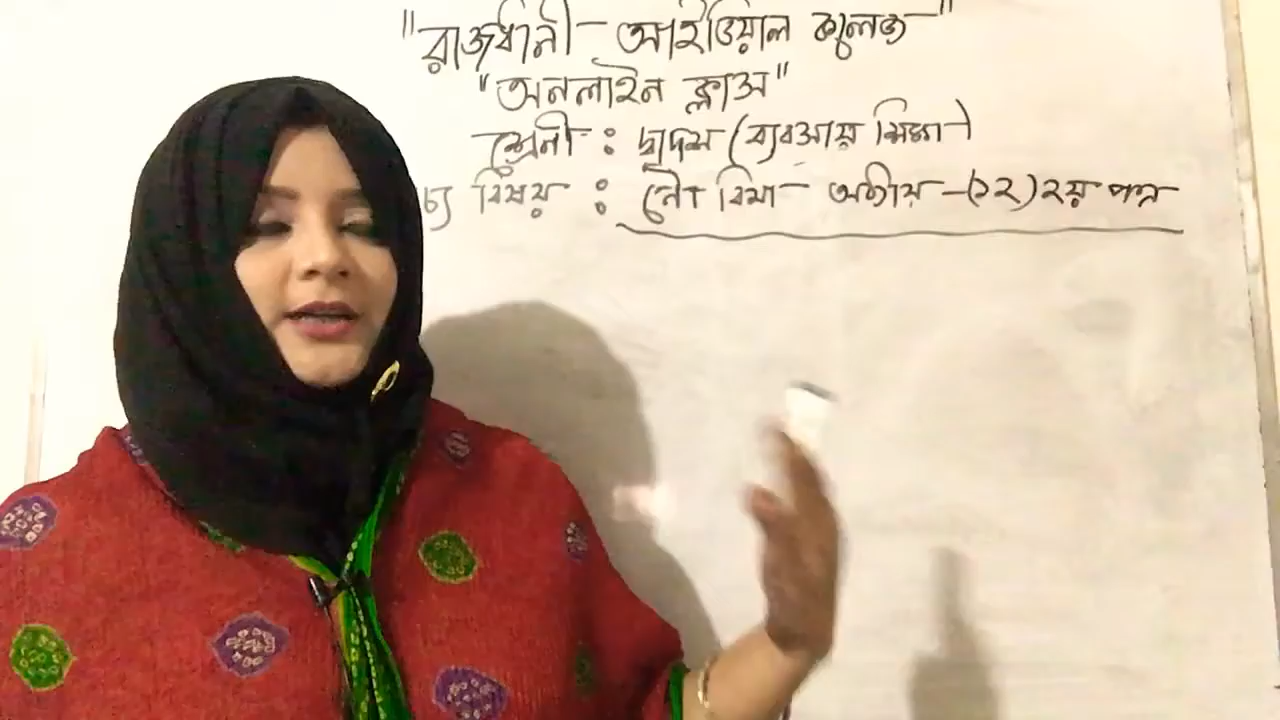 "রাজধানী আইডিয়াল কলেজ"
"অনলাইন ক্লাস"
শ্রেনী : দ্বাদশ (ব্যবসায় শিক্ষা)
চ্য বিষয় : নৌ বিমা অধ্যায় -(১২) ২য় পত্র